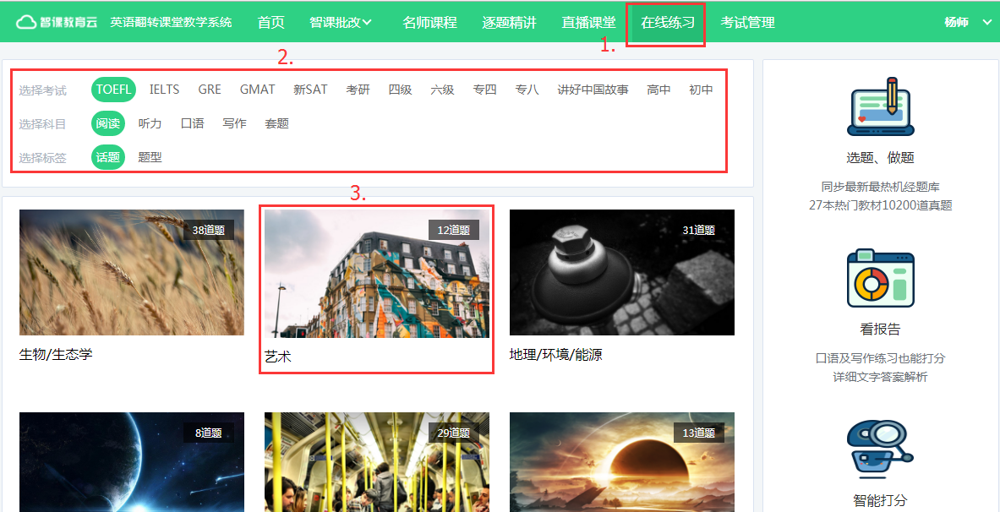 智课教育云 英语翻转课堂教学系统 首页 智课批改 名师课程 逐题精讲 直播课堂 在线练习 考试管理 杨帅
1.
2.
选择考试 TOEFL IELTS GRE GMAT 新SAT 考研 四级 六级 专四 专八 讲好中国故事 高中 初中
选择科目 阅读 听力 口语 写作 套题
选择标签 话题 题型
3.
38道题 12道题 31道题
生物/生态学 艺术 地理/环境/能源
8道题 29道题 13道题
选题、做题
同步最新最热机经题库
27本热门教材10200道真题
看报告
口语及写作练习也能打分
详细文字答案解析
智能打分